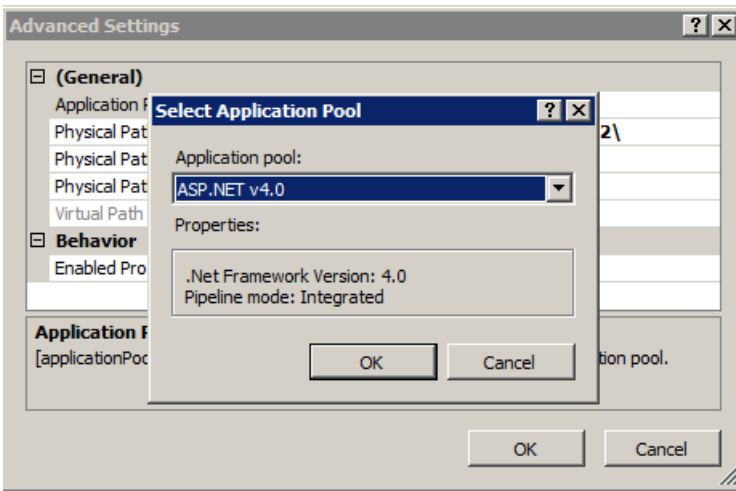 Advanced Settings
(General)
Application P
Physical Pat
2\
Physical Pat
Physical Pat
Virtual Path
Behavior
Enabled Pro
Application P
[applicationPoo
tion pool.
OK
Cancel
Select Application Pool
Application pool:
ASP.NET v4.0
Properties:
.Net Framework Version: 4.0
Pipeline mode: Integrated
OK
Cancel